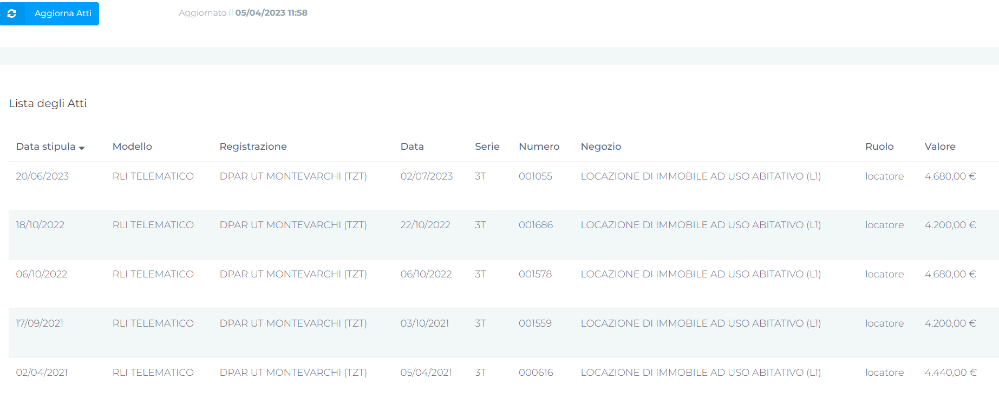 Aggiorna Atti Aggiornato il 05/04/2023 11:58
Lista degli Atti
Data stipula Modello Registrazione Data Serie Numero Negozio Ruolo Valore
20/06/2023 RLI TELEMATICO DPAR UT MONTEVARCHI (TZT) 02/07/2023 3T 001055 LOCAZIONE DI IMMOBILE AD USO ABITATIVO (L1) locatore 4.680,00 €
18/10/2022 RLI TELEMATICO DPAR UT MONTEVARCHI (TZT) 22/10/2022 3T 001686 LOCAZIONE DI IMMOBILE AD USO ABITATIVO (L1) locatore 4.200,00 €
06/10/2022 RLI TELEMATICO DPAR UT MONTEVARCHI (TZT) 06/10/2022 3T 001578 LOCAZIONE DI IMMOBILE AD USO ABITATIVO (L1) locatore 4.680,00 €
17/09/2021 RLI TELEMATICO DPAR UT MONTEVARCHI (TZT) 03/10/2021 3T 001559 LOCAZIONE DI IMMOBILE AD USO ABITATIVO (L1) locatore 4.200,00 €
02/04/2021 RLI TELEMATICO DPAR UT MONTEVARCHI (TZT) 05/04/2021 3T 000616 LOCAZIONE DI IMMOBILE AD USO ABITATIVO (L1) locatore 4.440,00 €